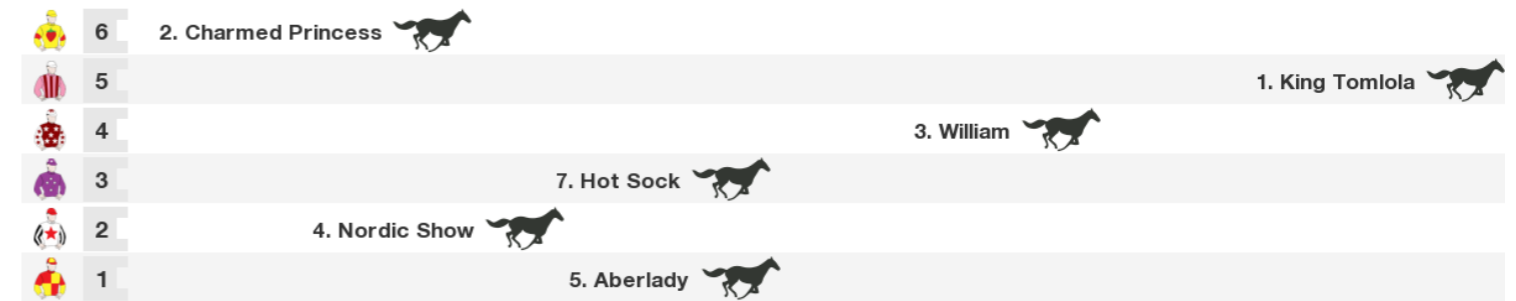 6 2. Charmed Princess
5 1. King Tomlola
4 3. William
3 7. Hot Sock
2 4. Nordic Show
1 5. Aberlady